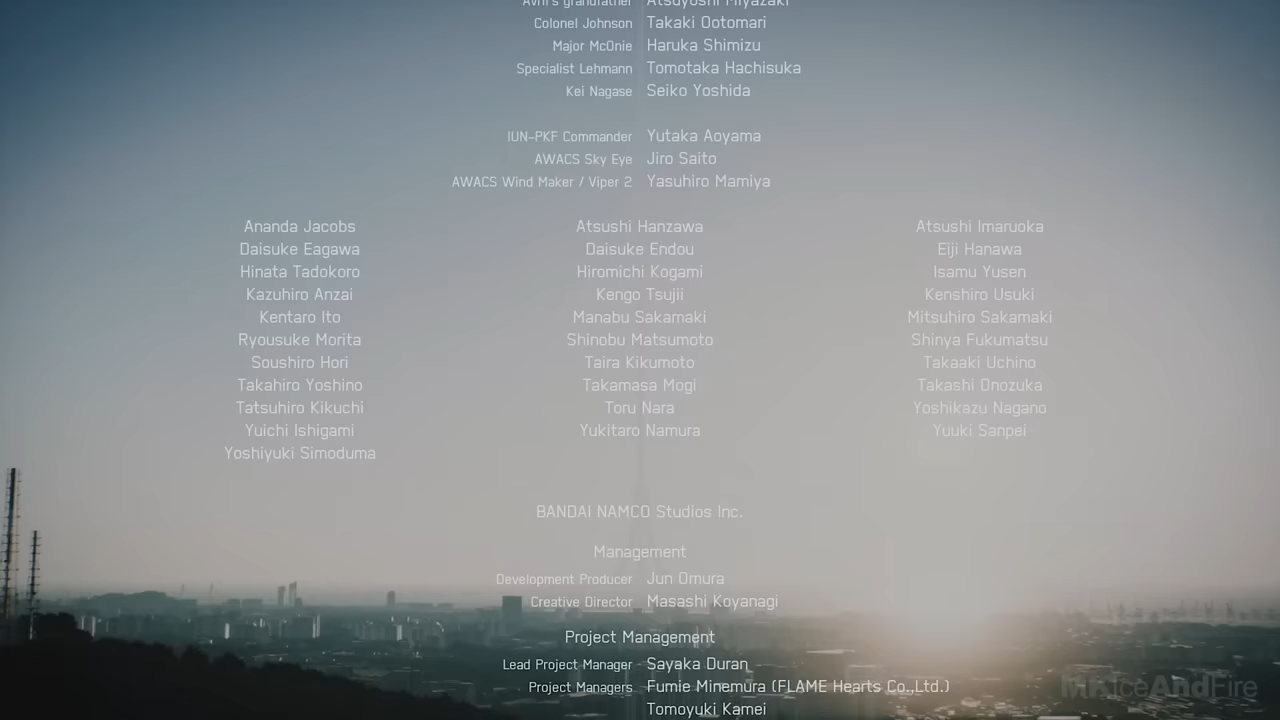 Avril's grandfather Atsuyoshi Miyazaki
Colonel Johnson Takaki Ootomari
Major McOnie Haruka Shimizu
Specialist Lehmann Tomotaka Hachisuka
Kei Nagase Seiko Yoshida
IUN-PKF Commander Yutaka Aoyama
AWACS Sky Eye Jiro Saito
AWACS Wind Maker / Viper 2 Yasuhiro Mamiya
Ananda Jacobs Atsushi Hanzawa Atsushi Imaruoka
Daisuke Eagawa Daisuke Endou Eiji Hanawa
Hinata Tadokoro Hiromichi Kogami Isamu Yusen
Kazuhiro Anzai Kengo Tsujii Kenshiro Usuki
Kentaro Ito Manabu Sakamaki Mitsuhiro Sakamaki
Ryousuke Morita Shinobu Matsumoto Shinya Fukumatsu
Soushiro Hori Taira Kikumoto Takaaki Uchino
Takahiro Yoshino Takamasa Mogi Takashi Onozuka
Tatsuhiro Kikuchi Toru Nara Yoshikazu Nagano
Yuichi Ishigami Yukitaro Namura Yuuki Sanpei
Yoshiyuki Simoduma
BANDAI NAMCO Studios Inc.
Management
Development Producer Jun Omura
Creative Director Masashi Koyanagi
Project Management
Lead Project Manager Sayaka Duran
Project Managers Fumie Minemura (FLAME Hearts Co.,Ltd.)
Tomoyuki Kamei
MKIceAndFire